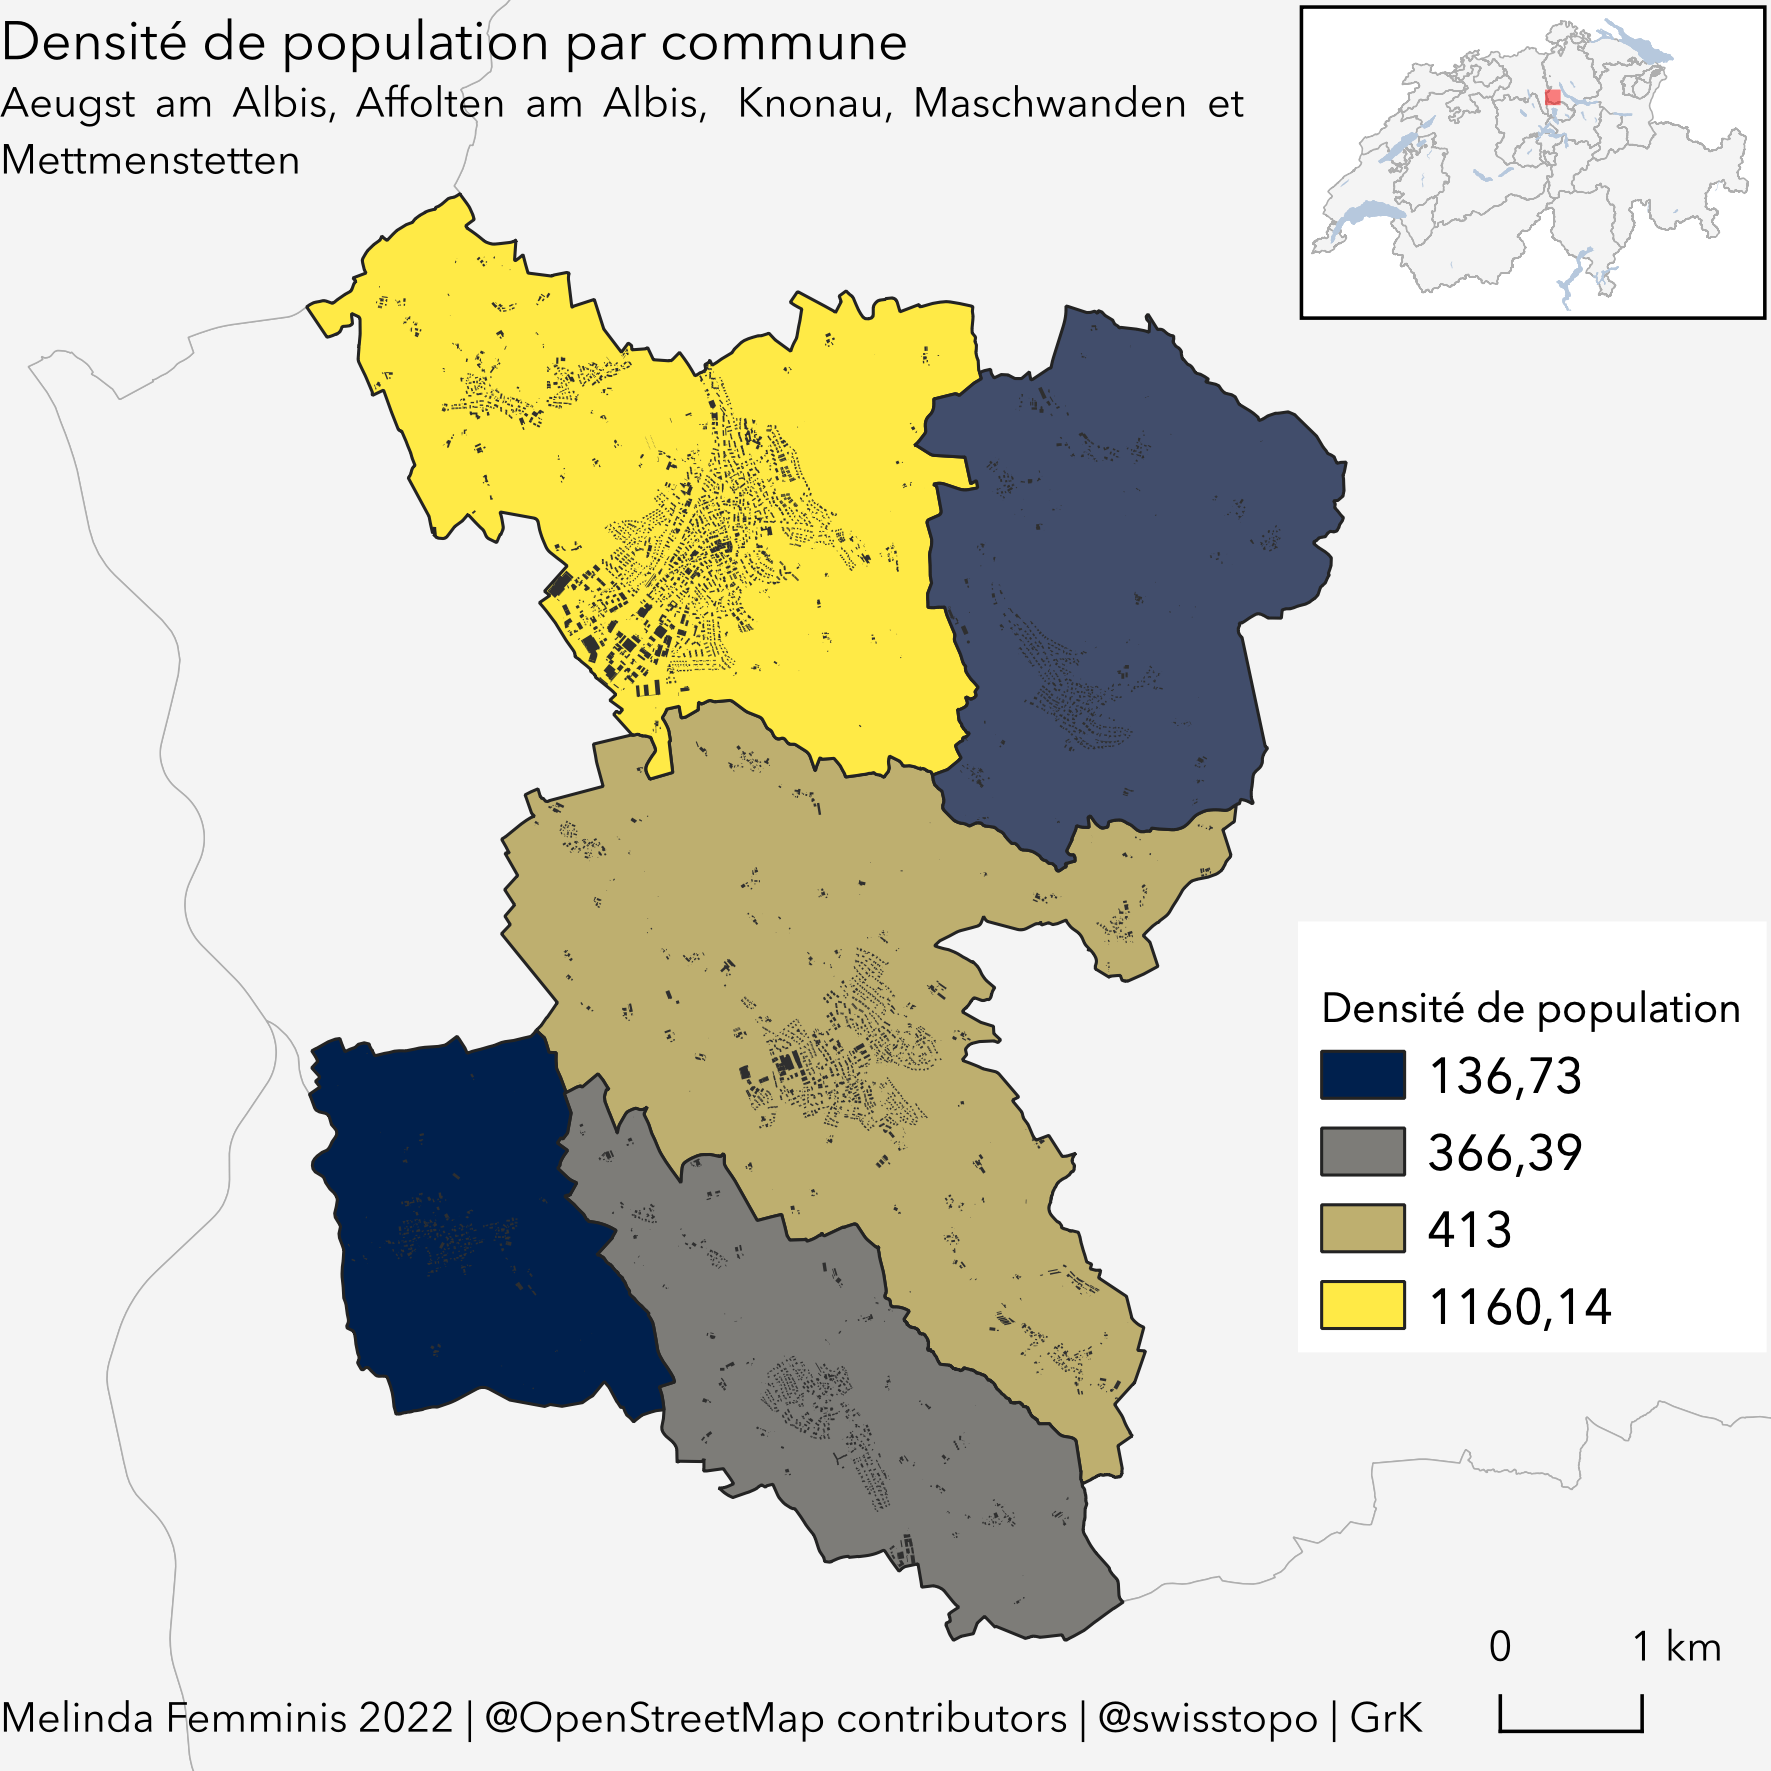 Densité de population par commune
Aeugst am Albis, Affolten am Albis, Knonau, Maschwanden et
Mettmenstetten
Densité de population
136,73
366,39
413
1160,14
0 1 km
Melinda Femminis 2022 | @OpenStreetMap contributors | @swisstopo | GrK